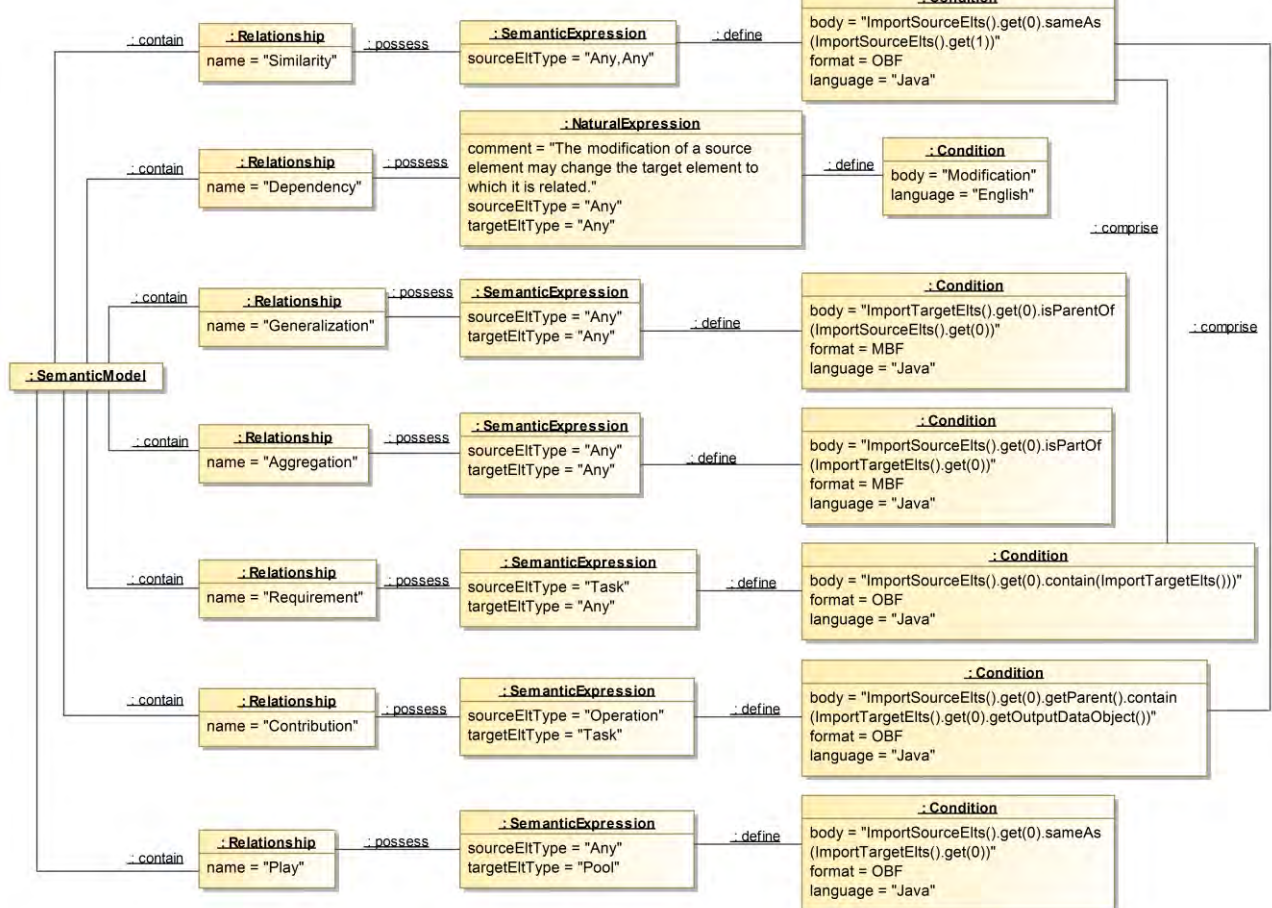 : Condition
: contain
: Relationship
name = "Similarity"
: possess
: SemanticExpression
sourceEltType = "Any,Any"
: define
body = "ImportSourceElts().get(0).sameAs
(ImportSourceElts().get(1))"
format = OBF
language = "Java"
: contain
: Relationship
name = "Dependency"
: possess
: NaturalExpression
comment = "The modification of a source
element may change the target element to
which it is related."
sourceEltType = "Any"
targetEltType = "Any"
: define
: Condition
body = "Modification"
language = "English"
: comprise
: comprise
: contain
: Relationship
name = "Generalization"
: possess
: SemanticExpression
sourceEltType = "Any"
targetEltType = "Any"
: define
: Condition
body = "ImportTargetElts().get(0).isParentOf
(ImportSourceElts().get(0))"
format = MBF
language = "Java"
: SemanticModel
: contain
: Relationship
name = "Aggregation"
: possess
: SemanticExpression
sourceEltType = "Any"
targetEltType = "Any"
: define
: Condition
body = "ImportSourceElts().get(0).isPartOf
(ImportTargetElts().get(0))"
format = MBF
language = "Java"
: contain
: Relationship
name = "Requirement"
: possess
: SemanticExpression
sourceEltType = "Task"
targetEltType = "Any"
: define
: Condition
body = "ImportSourceElts().get(0).contain(ImportTargetElts()))"
format = OBF
language = "Java"
: contain
: Relationship
name = "Contribution"
: possess
: SemanticExpression
sourceEltType = "Operation"
targetEltType = "Task"
: define
: Condition
body = "ImportSourceElts().get(0).getParent().contain
(ImportTargetElts().get(0).getOutputDataObject())"
format = OBF
language = "Java"
: contain
: Relationship
name = "Play"
: possess
: SemanticExpression
sourceEltType = "Any"
targetEltType = "Pool"
: define
: Condition
body = "ImportSourceElts().get(0).sameAs
(ImportTargetElts().get(0))"
format = OBF
language = "Java"